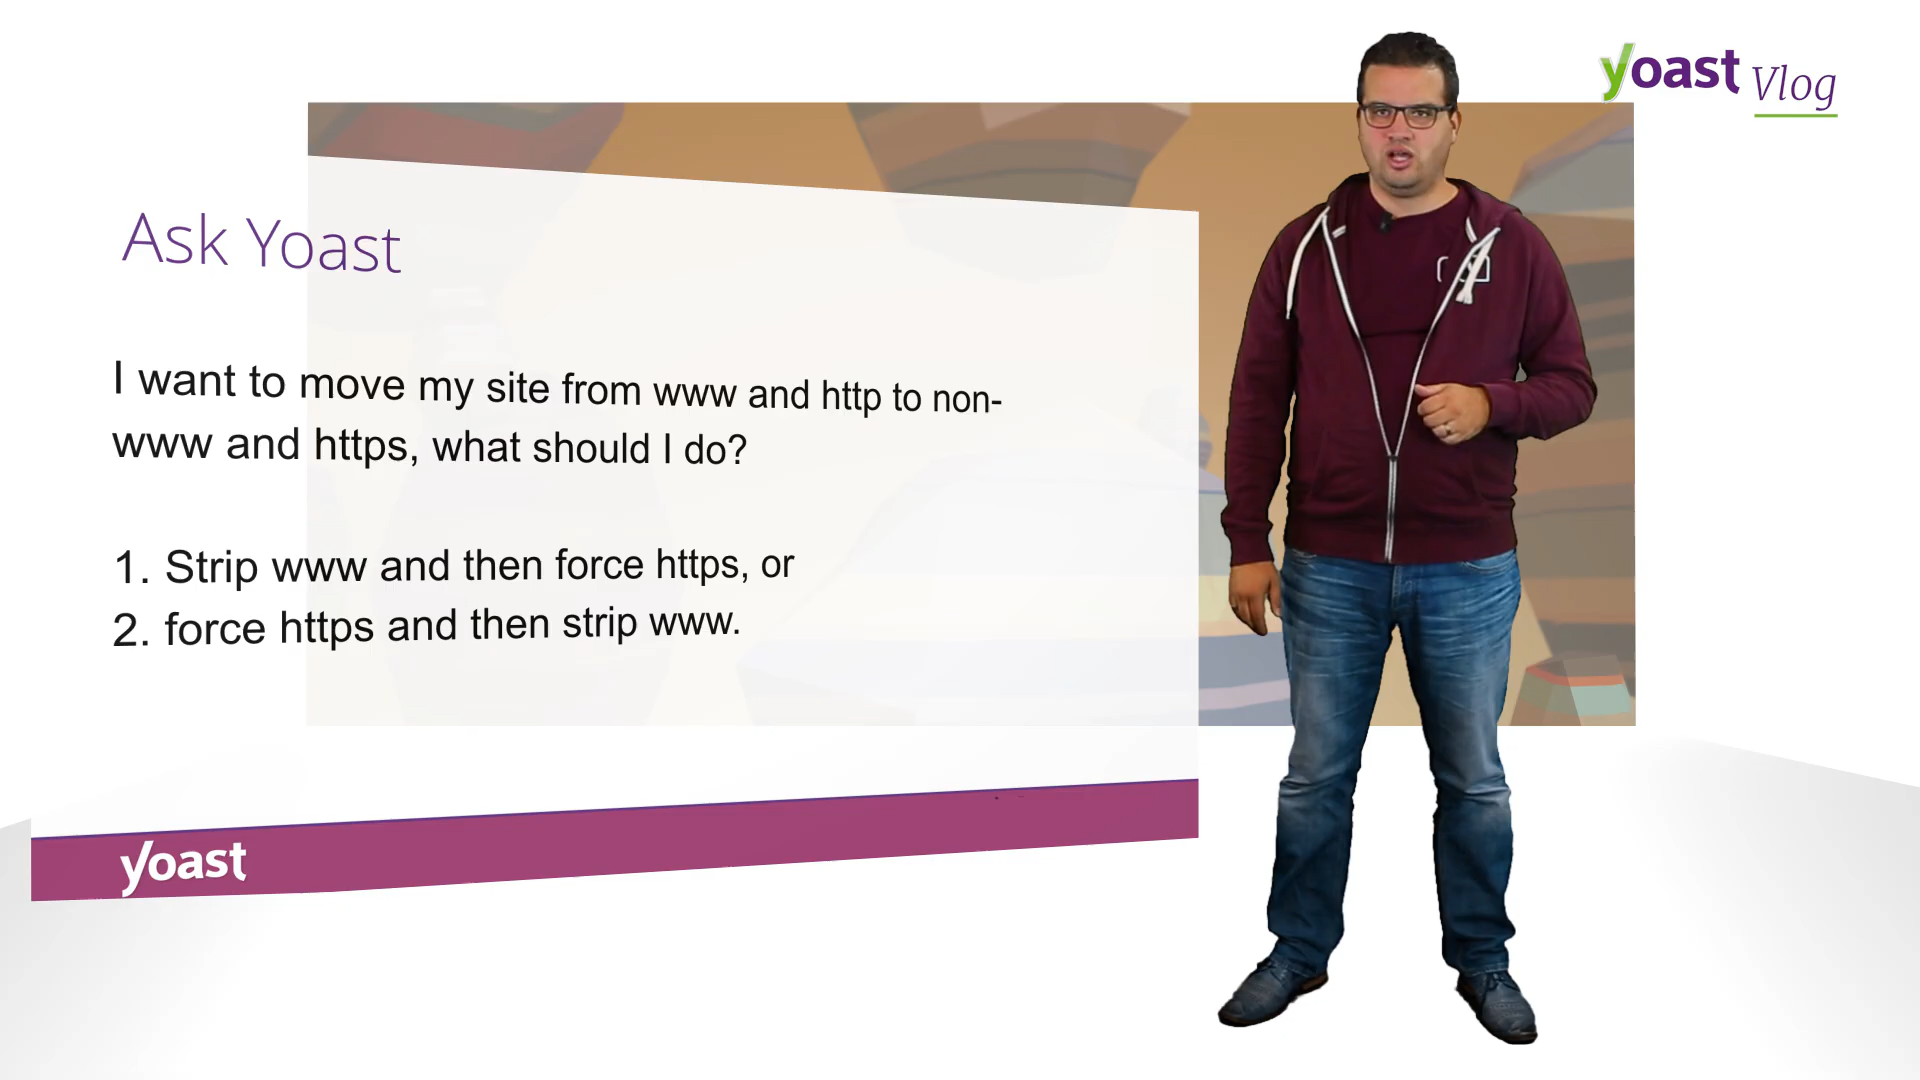 yoast Vlog
Ask Yoast
I want to move my site from www and http to non-
www and https, what should I do?
1. Strip www and then force https, or
2. force https and then strip www.
yoast